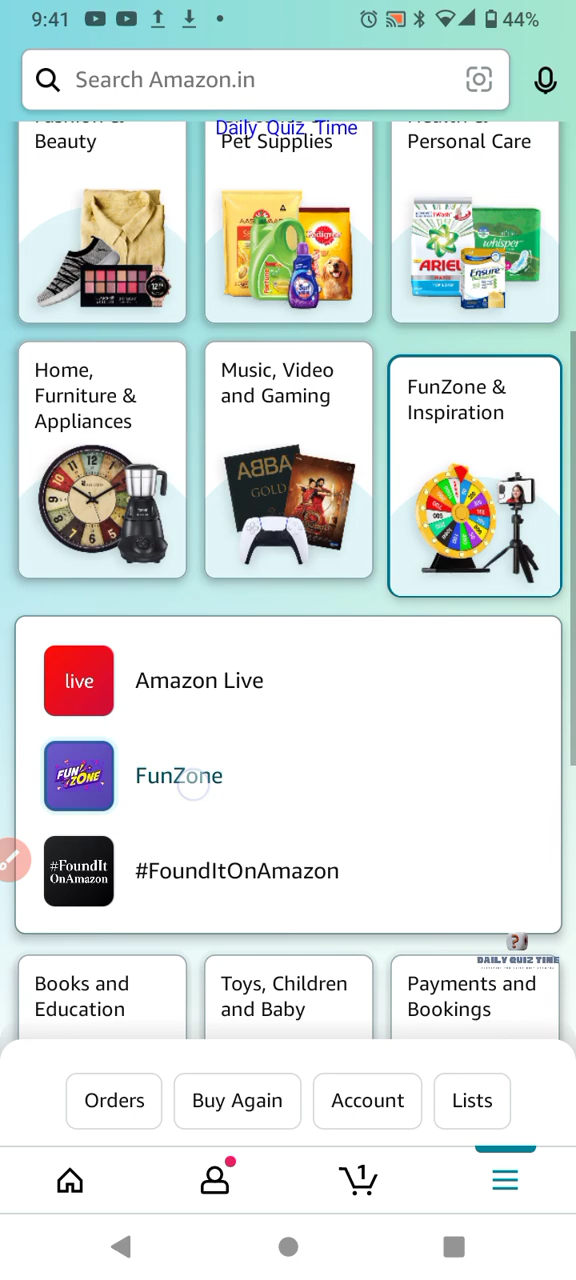 9:41
44%
Search Amazon.in
Daily Quiz Time
Beauty
Pet Supplies
Personal Care
Pedigree
ARIEL
whisper
Ensure
Home,
Furniture &
Appliances
Music, Video
and Gaming
FunZone &
Inspiration
ABBA
GOLD
live
Amazon Live
FUN ZONE
FunZone
#FoundIt
OnAmazon
#FoundItOnAmazon
DAILY QUIZ TIME
Books and
Education
Toys, Children
and Baby
Payments and
Bookings
Orders
Buy Again
Account
Lists
1